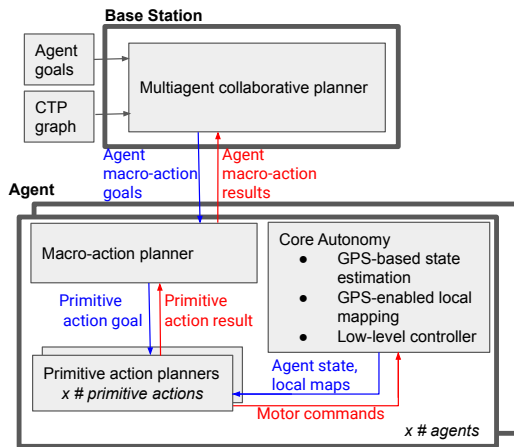 Base Station
Agent
goals
CTP
graph
Multiagent collaborative planner
Agent
macro-action
goals
Agent
macro-action
results
Agent
Macro-action planner
Primitive
action goal
Primitive
action result
Primitive action planners
x # primitive actions
Core Autonomy
● GPS-based state
estimation
● GPS-enabled local
mapping
● Low-level controller
Agent state,
local maps
Motor commands
x # agents